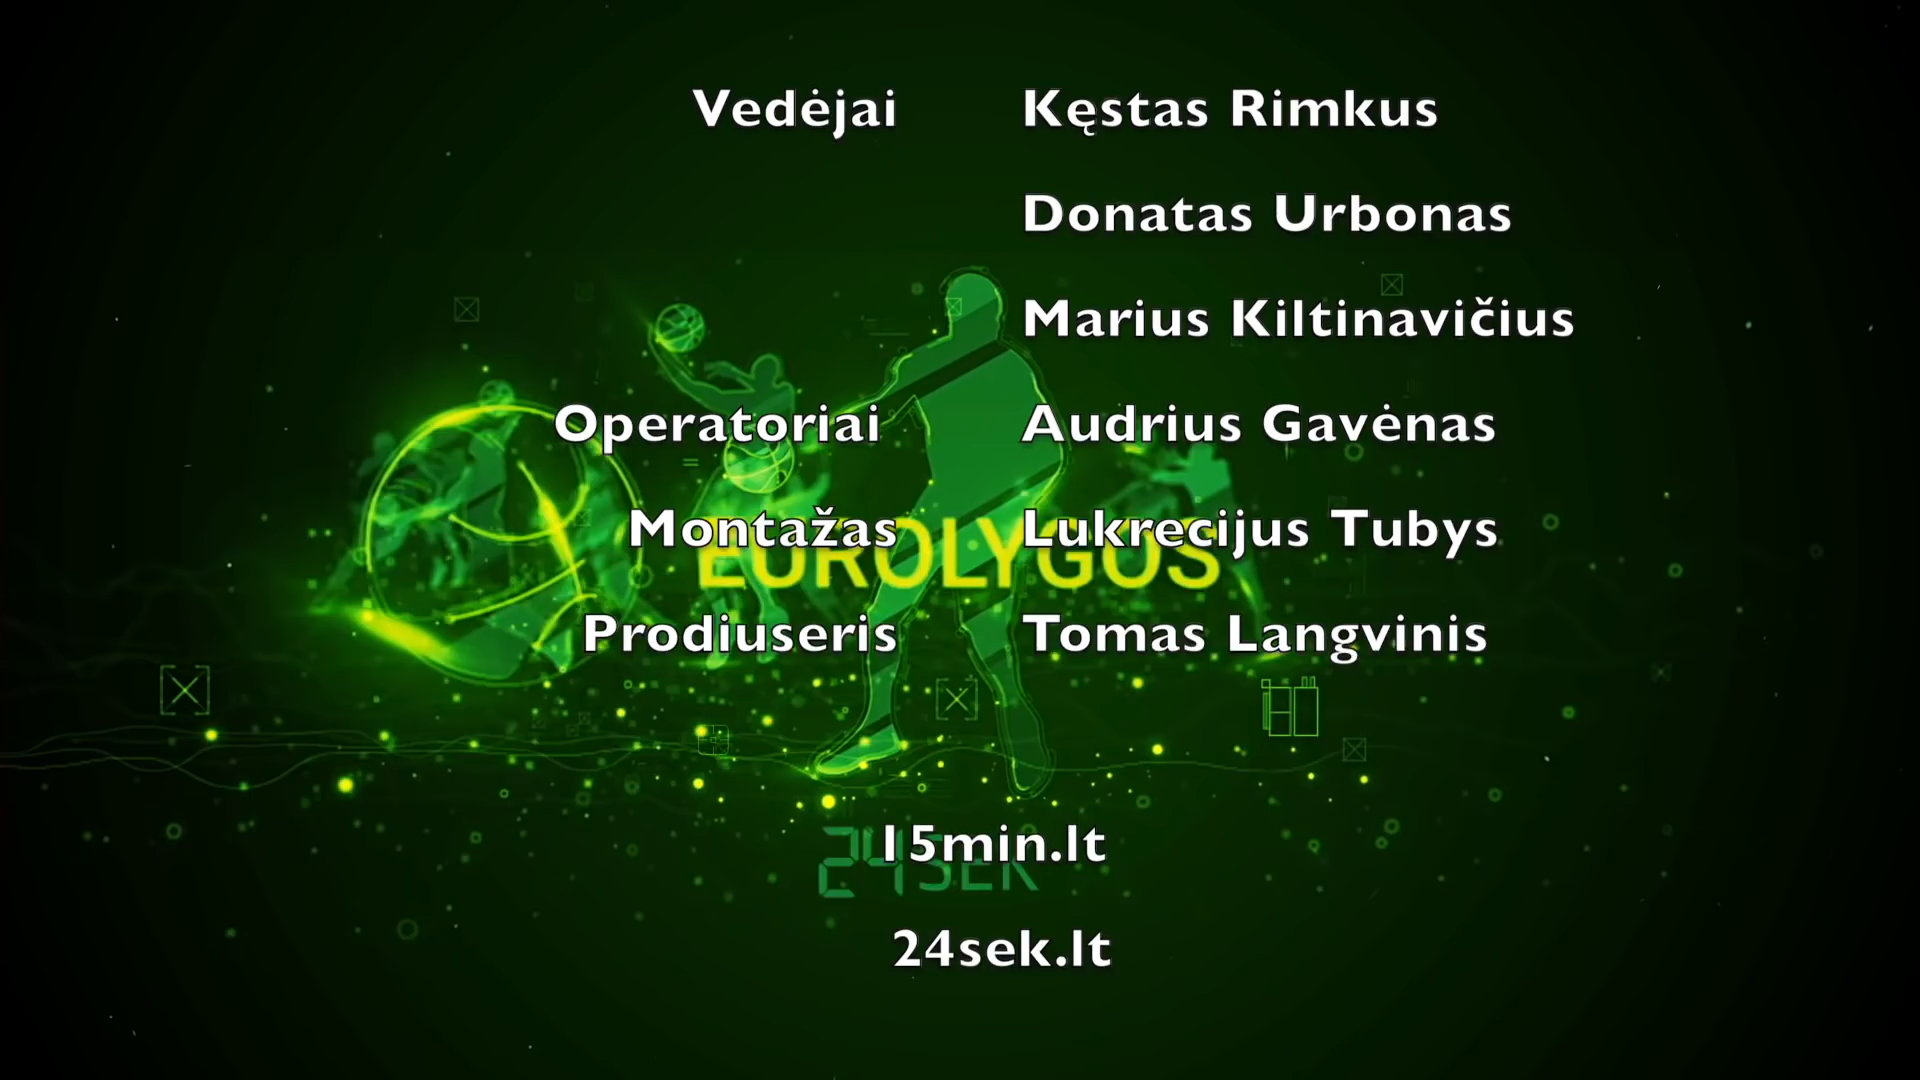 Vedėjai Kęstas Rimkus
Donatas Urbonas
Marius Kiltinavičius
Operatoriai Audrius Gavėnas
Montažas Lukrecijus Tubys
EUROLYGOS
Prodiuseris Tomas Langvinis
15min.lt
24SEK
24sek.lt